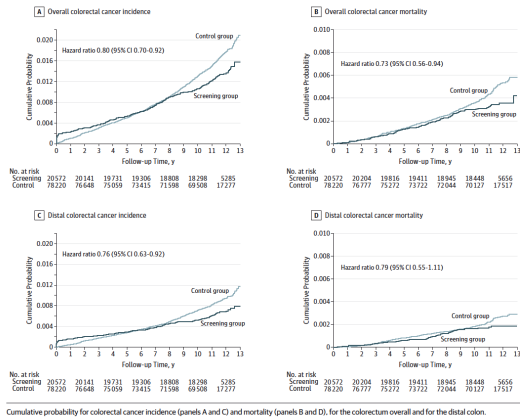 A Overall colorectal cancer incidence
0.020
0.016
0.012
0.008
0.004
0
Cumulative Probability
Hazard ratio 0.80 (95% CI 0.70-0.92)
Control group
Screening group
0 1 2 3 4 5 6 7 8 9 10 11 12 13
Follow-up Time, y
No. at risk
Screening 20572 20141 19731 19306 18808 18298 5285
Control 78220 76648 75059 73415 71598 69508 17277
B Overall colorectal cancer mortality
0.010
0.008
0.006
0.004
0.002
0
Cumulative Probability
Hazard ratio 0.73 (95% CI 0.56-0.94)
Control group
Screening group
0 1 2 3 4 5 6 7 8 9 10 11 12 13
Follow-up Time, y
No. at risk
Screening 20572 20204 19816 19411 18945 18448 5656
Control 78220 76777 75272 73722 72044 70127 17517
C Distal colorectal cancer incidence
0.020
0.016
0.012
0.008
0.004
0
Cumulative Probability
Hazard ratio 0.76 (95% CI 0.63-0.92)
Control group
Screening group
0 1 2 3 4 5 6 7 8 9 10 11 12 13
Follow-up Time, y
No. at risk
Screening 20572 20141 19731 19306 18808 18298 5285
Control 78220 76648 75059 73415 71598 69508 17277
D Distal colorectal cancer mortality
0.010
0.008
0.006
0.004
0.002
0
Cumulative Probability
Hazard ratio 0.79 (95% CI 0.55-1.11)
Control group
Screening group
0 1 2 3 4 5 6 7 8 9 10 11 12 13
Follow-up Time, y
No. at risk
Screening 20572 20204 19816 19411 18945 18448 5656
Control 78220 76777 75272 73722 72044 70127 17517
Cumulative probability for colorectal cancer incidence (panels A and C) and mortality (panels B and D), for the colorectum overall and for the distal colon.